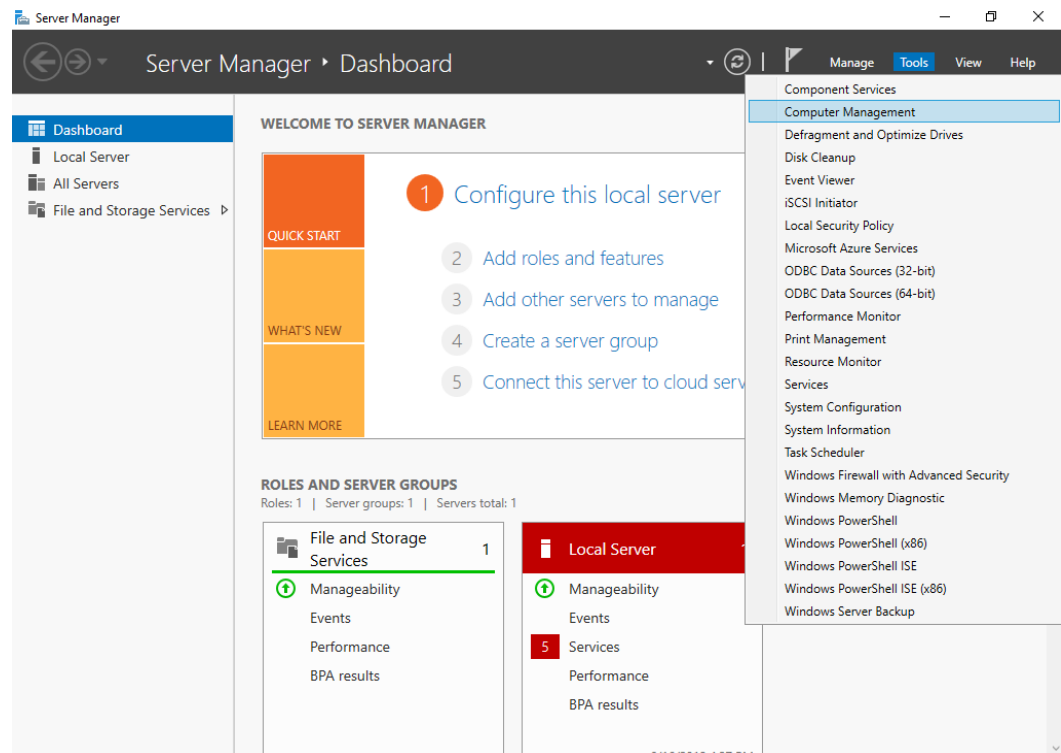 Server Manager
Server Manager ‣ Dashboard
Manage Tools View Help
Dashboard
Local Server
All Servers
File and Storage Services
WELCOME TO SERVER MANAGER
QUICK START
WHAT'S NEW
LEARN MORE
1 Configure this local server
2 Add roles and features
3 Add other servers to manage
4 Create a server group
5 Connect this server to cloud serv
ROLES AND SERVER GROUPS
Roles: 1 | Server groups: 1 | Servers total: 1
File and Storage
Services
1
Manageability
Events
Performance
BPA results
Local Server
Manageability
Events
5 Services
Performance
BPA results
Component Services
Computer Management
Defragment and Optimize Drives
Disk Cleanup
Event Viewer
iSCSI Initiator
Local Security Policy
Microsoft Azure Services
ODBC Data Sources (32-bit)
ODBC Data Sources (64-bit)
Performance Monitor
Print Management
Resource Monitor
Services
System Configuration
System Information
Task Scheduler
Windows Firewall with Advanced Security
Windows Memory Diagnostic
Windows PowerShell
Windows PowerShell (x86)
Windows PowerShell ISE
Windows PowerShell ISE (x86)
Windows Server Backup